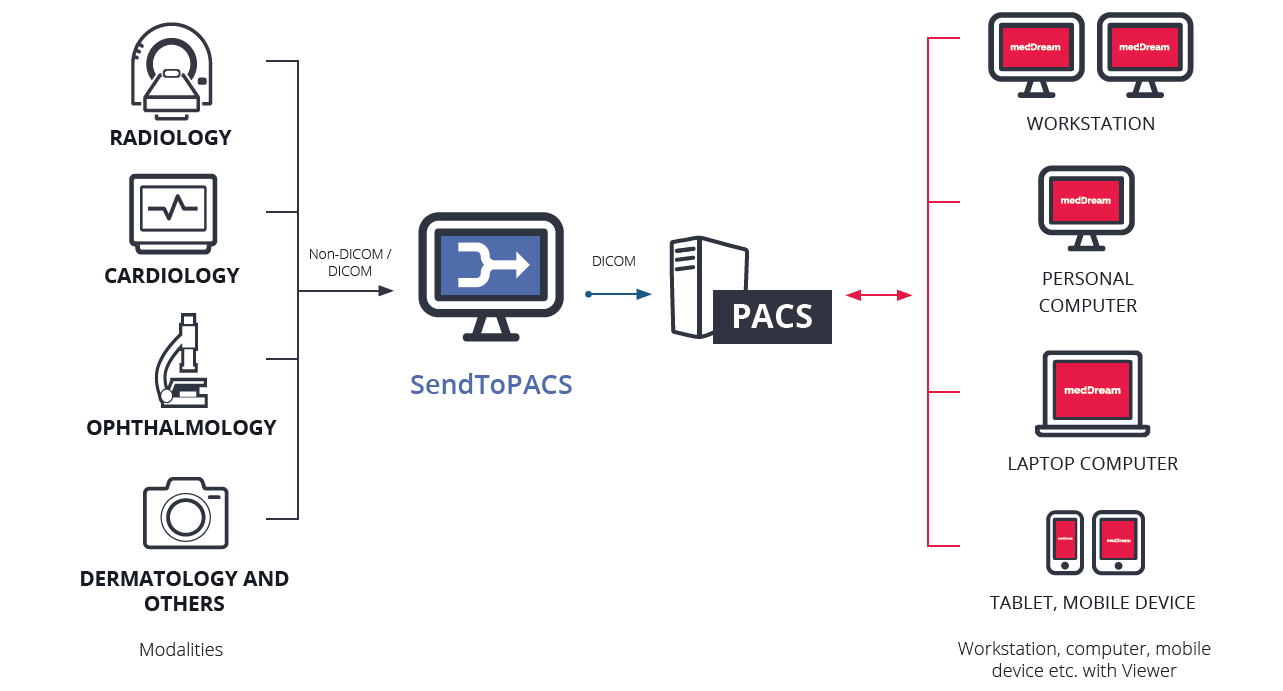 RADIOLOGY
CARDIOLOGY
OPHTHALMOLOGY
DERMATOLOGY AND
OTHERS
Modalities
Non-DICOM /
DICOM
SendToPACS
DICOM
PACS
medDream
medDream
WORKSTATION
medDream
PERSONAL
COMPUTER
medDream
LAPTOP COMPUTER
medDream
medDream
TABLET, MOBILE DEVICE
Workstation, computer, mobile
device etc. with Viewer